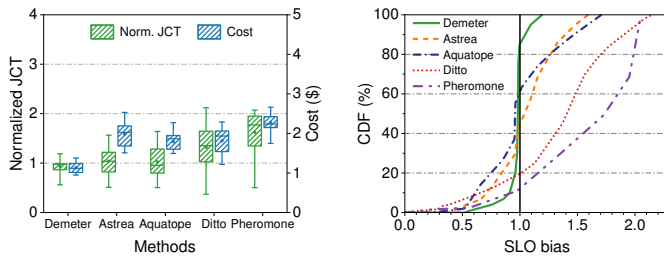 Norm. JCT
Cost
Normalized JCT
4
3
2
1
0
Cost ($)
5
4
3
2
1
0
Demeter Astrea Aquatope Ditto Pheromone
Methods
Demeter
Astrea
Aquatope
Ditto
Pheromone
CDF (%)
100
80
60
40
20
0
0.0 0.5 1.0 1.5 2.0
SLO bias